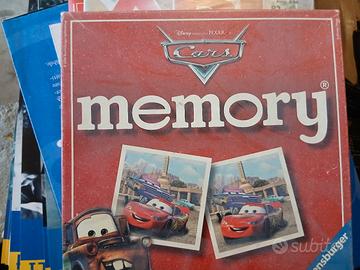 Disney PIXAR
Cars
memory®
Ravensburger
subito